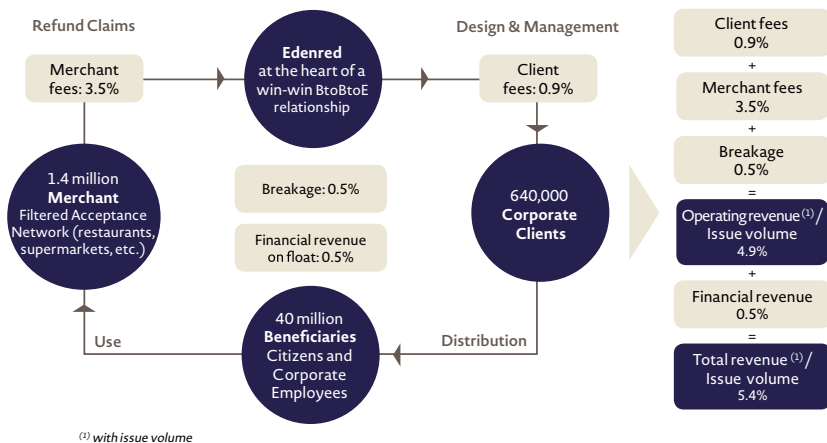 Refund Claims
Design & Management
Merchant
fees: 3.5%
Edenred
at the heart of a
win-win BtoBtoE
relationship
Client
fees: 0.9%
1.4 million
Merchant
Filtered Acceptance
Network (restaurants,
supermarkets, etc.)
Breakage: 0.5%
Financial revenue
on float: 0.5%
640,000
Corporate
Clients
40 million
Beneficiaries
Citizens and
Corporate
Employees
Use
Distribution
Client fees
0.9%
+
Merchant fees
3.5%
+
Breakage
0.5%
=
Operating revenue (1)/
Issue volume
4.9%
+
Financial revenue
0.5%
=
Total revenue (1)/
Issue volume
5.4%
(1) with issue volume